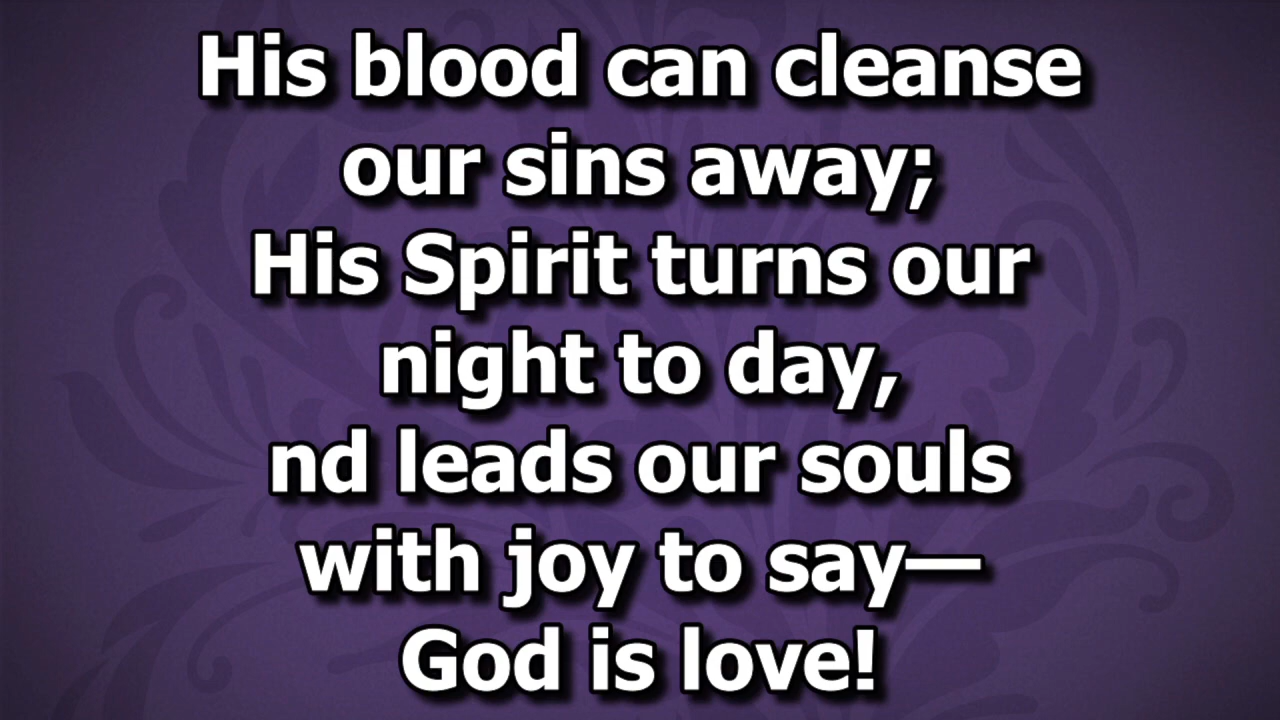 His blood can cleanse
our sins away;
His Spirit turns our
night to day,
nd leads our souls
with joy to say—
God is love!